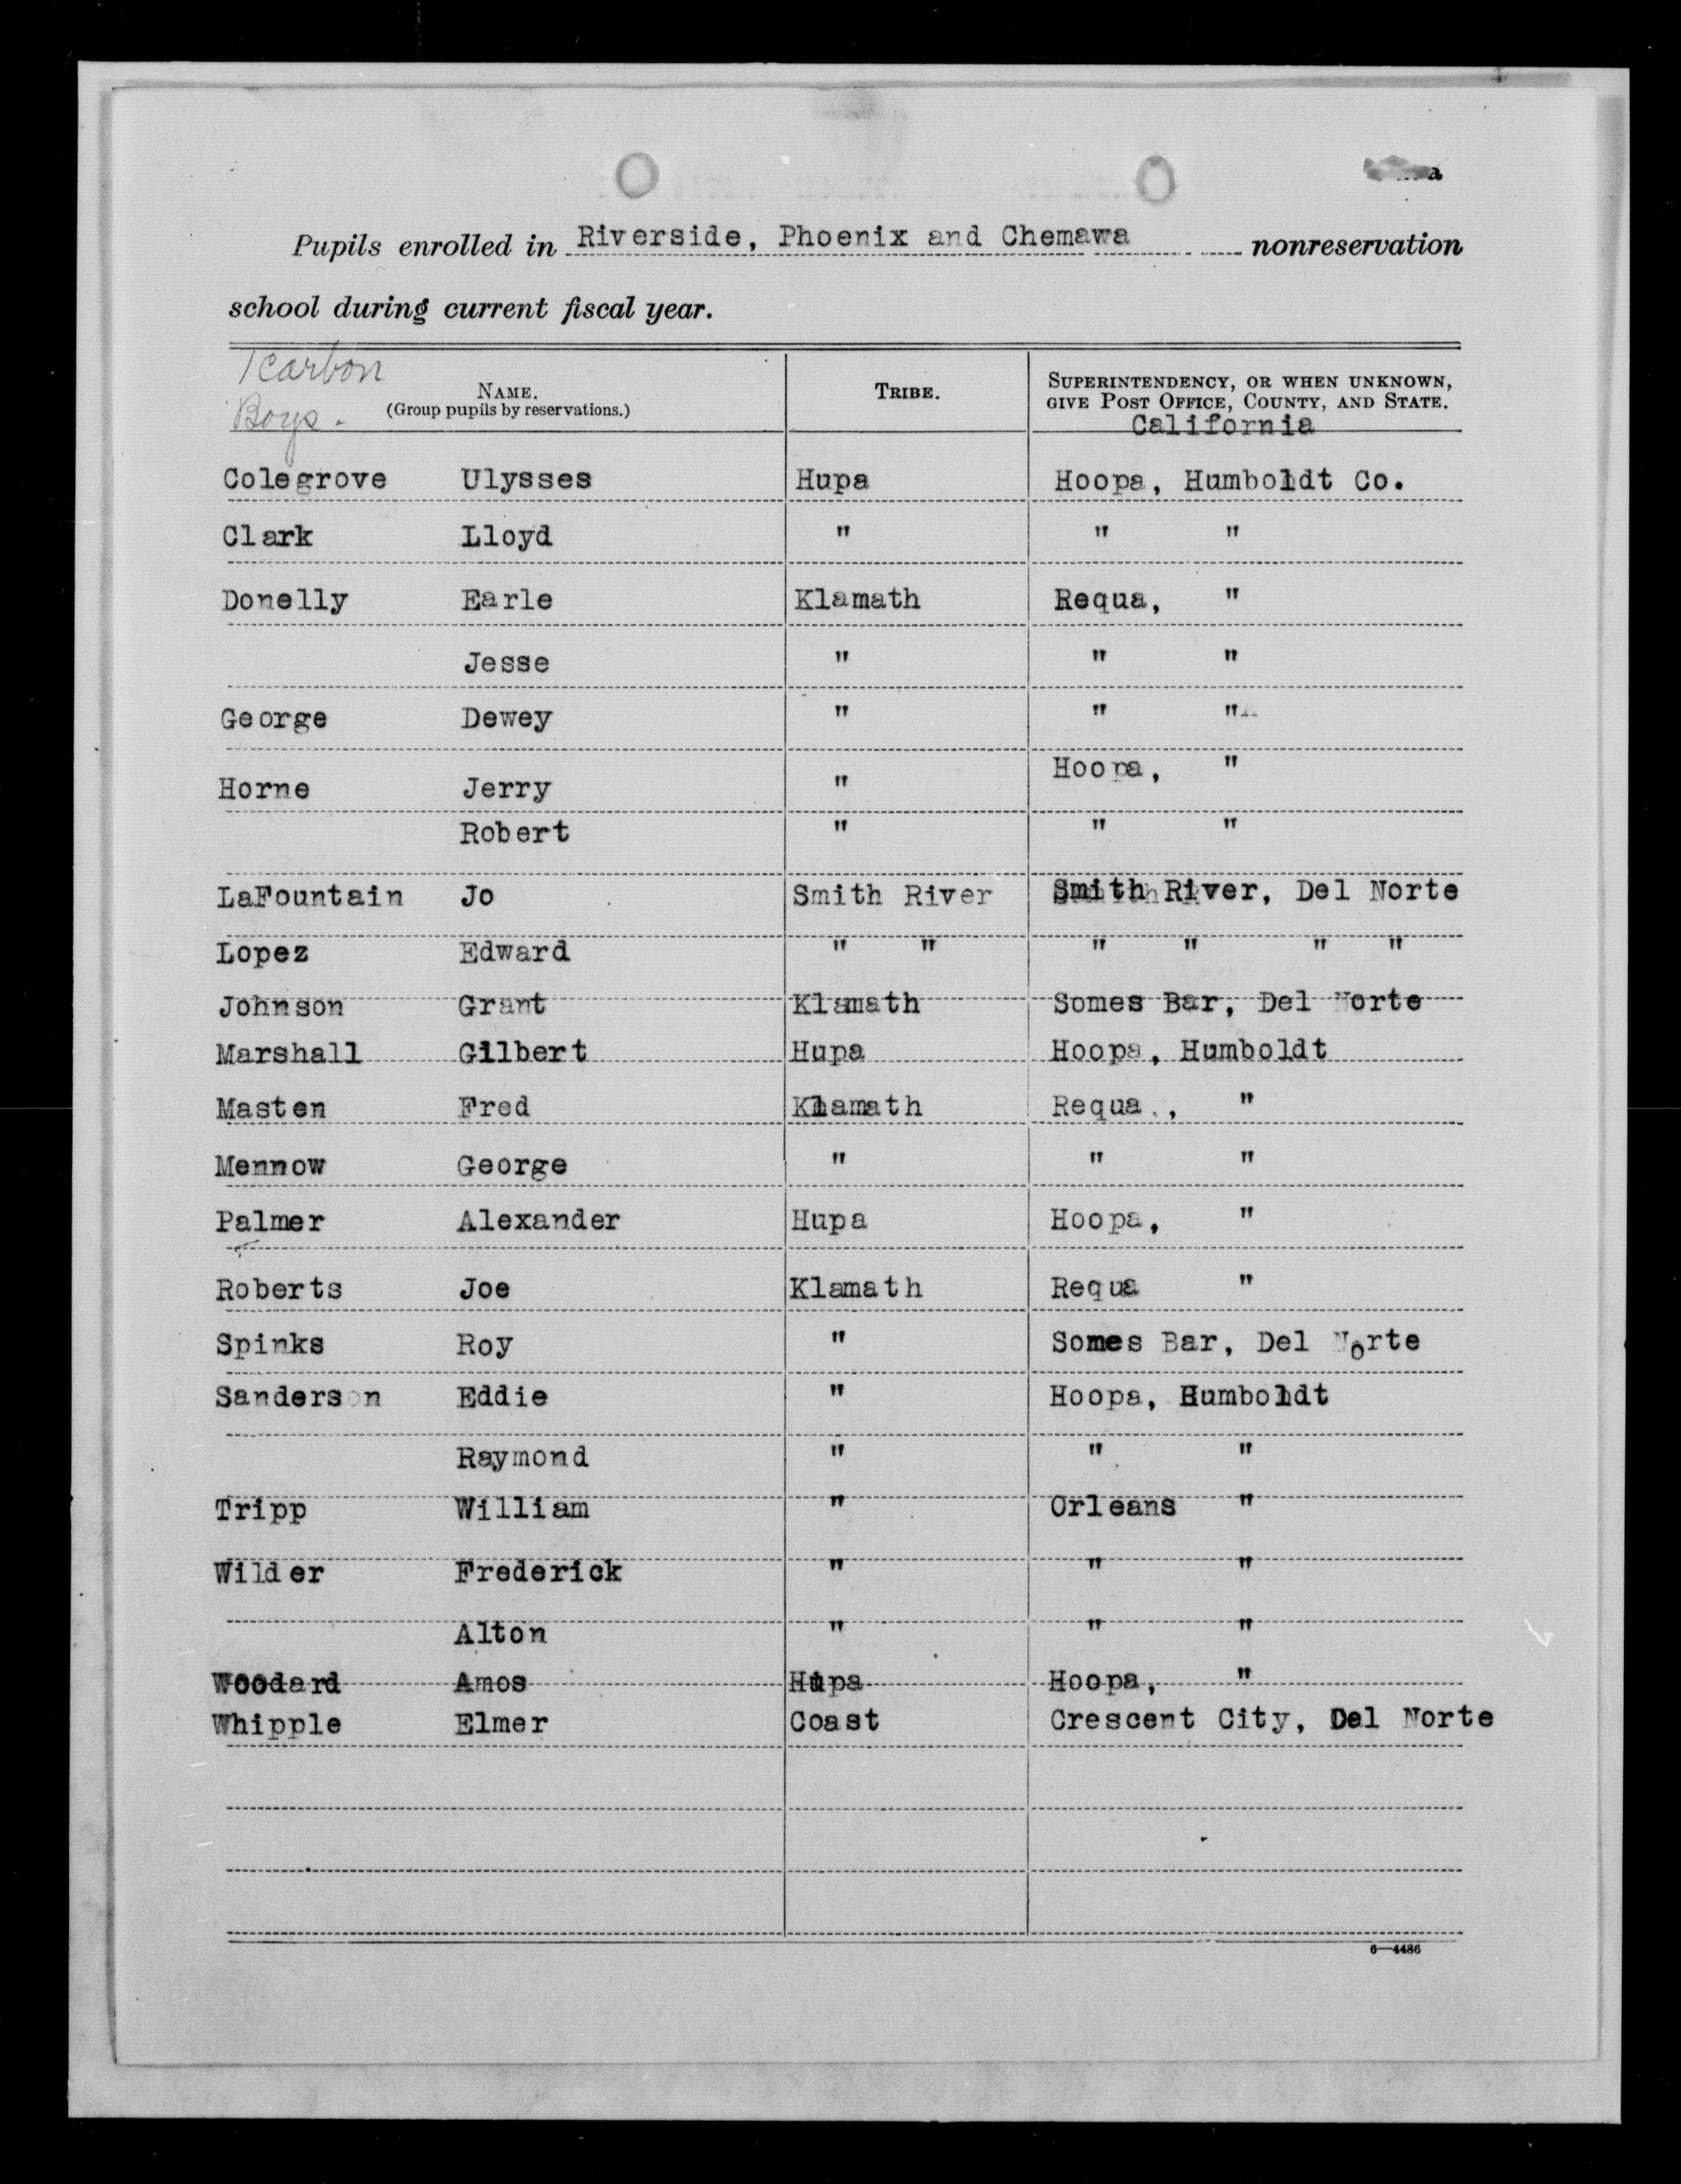 Pupils enrolled in Riverside, Phoenix and Chemawa nonreservation
school during current fiscal year.
1 carbon
Boys.
NAME.
(Group pupils by reservations.)
TRIBE.
SUPERINTENDENCY, OR WHEN UNKNOWN,
GIVE POST OFFICE, COUNTY, AND STATE.
California
Colegrove Ulysses Hupa Hoopa, Humboldt Co.
Clark Lloyd " " "
Donelly Earle Klamath Requa, "
Jesse " " "
George Dewey " " "
Horne Jerry " Hoopa, "
Robert " " "
LaFountain Jo Smith River Smith River, Del Norte
Lopez Edward " " " " " "
Johnson Grant Klamath Somes Bar, Del Norte
Marshall Gilbert Hupa Hoopa, Humboldt
Masten Fred Klamath Requa., "
Mennow George " " "
Palmer Alexander Hupa Hoopa, "
Roberts Joe Klamath Requa "
Spinks Roy " Somes Bar, Del Norte
Sanderson Eddie " Hoopa, Humboldt
Raymond " " "
Tripp William " Orleans "
Wilder Frederick " " "
Alton " " "
Woodard Amos Hupa Hoopa, "
Whipple Elmer Coast Crescent City, Del Norte
6—4486